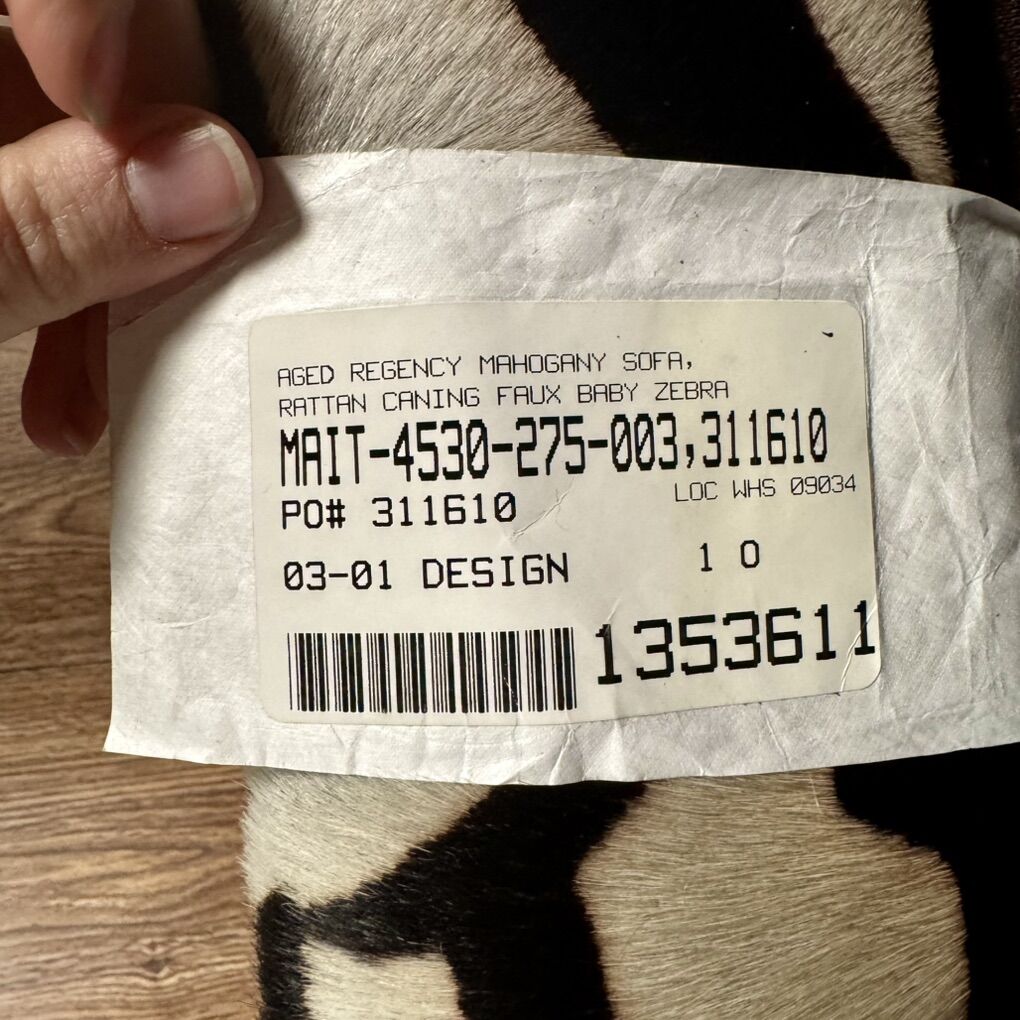 AGED REGENCY MAHOGANY SOFA,
RATTAN CANING FAUX BABY ZEBRA
MAIT-4530-275-003,311610
LOC WHS 09034
PO# 311610
03-01 DESIGN 1 0
1353611